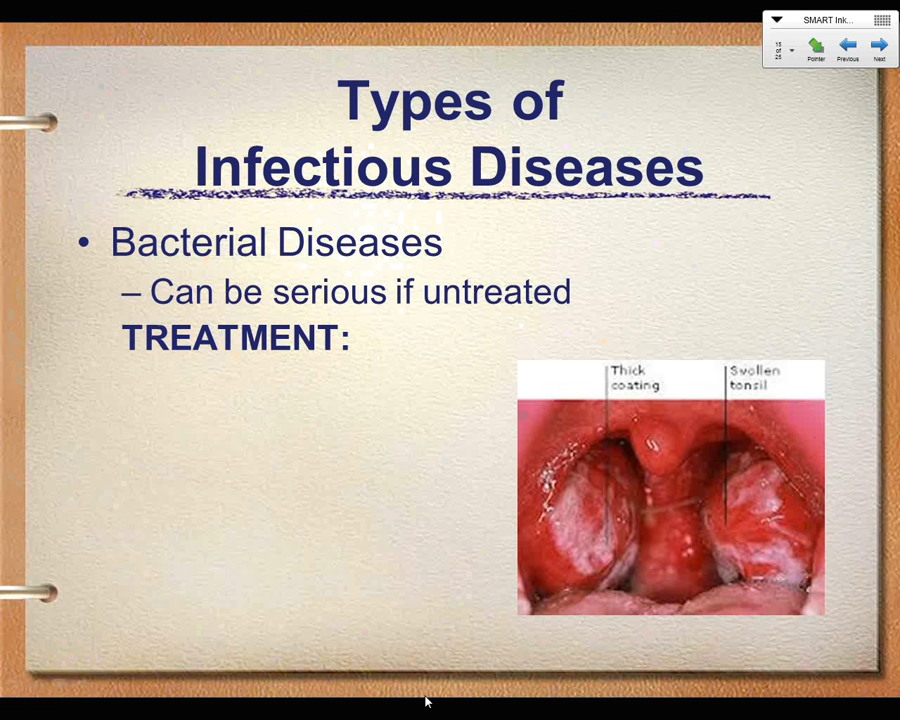 SMART Ink...
15
of
25
Pointer
Previous
Next
Types of
Infectious Diseases
• Bacterial Diseases
– Can be serious if untreated
TREATMENT:
Thick
coating
Swollen
tonsil